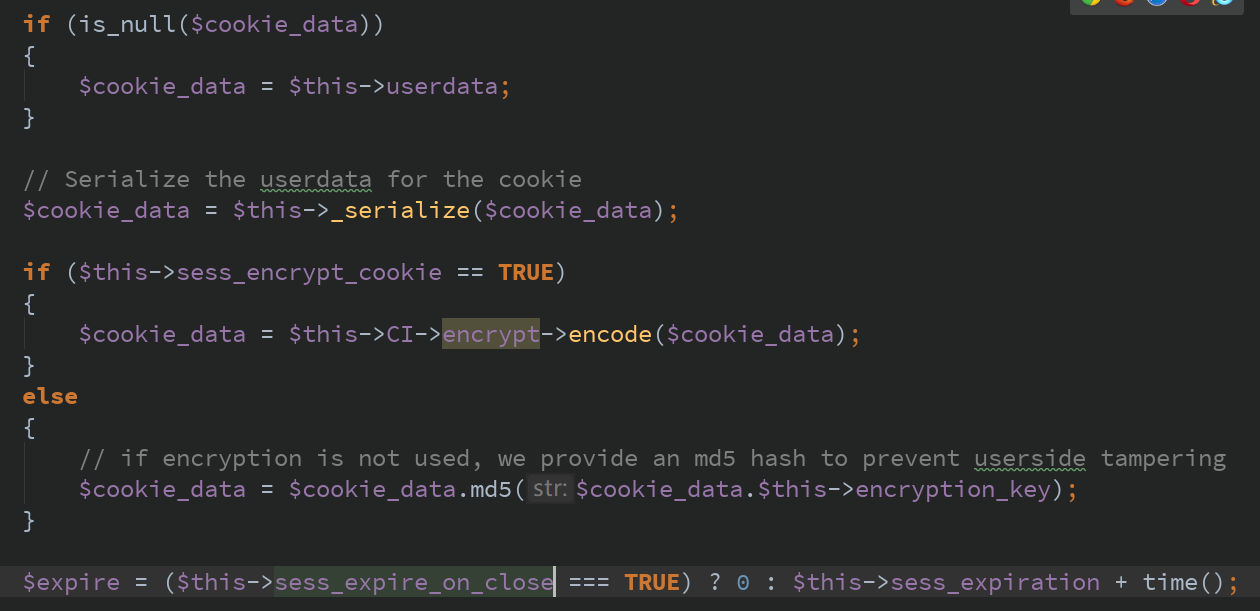 if (is_null($cookie_data))
{
    $cookie_data = $this->userdata;
}

// Serialize the userdata for the cookie
$cookie_data = $this->_serialize($cookie_data);

if ($this->sess_encrypt_cookie == TRUE)
{
    $cookie_data = $this->CI->encrypt->encode($cookie_data);
}
else
{
    // if encryption is not used, we provide an md5 hash to prevent userside tampering
    $cookie_data = $cookie_data.md5( str: $cookie_data.$this->encryption_key);
}

$expire = ($this->sess_expire_on_close === TRUE) ? 0 : $this->sess_expiration + time();